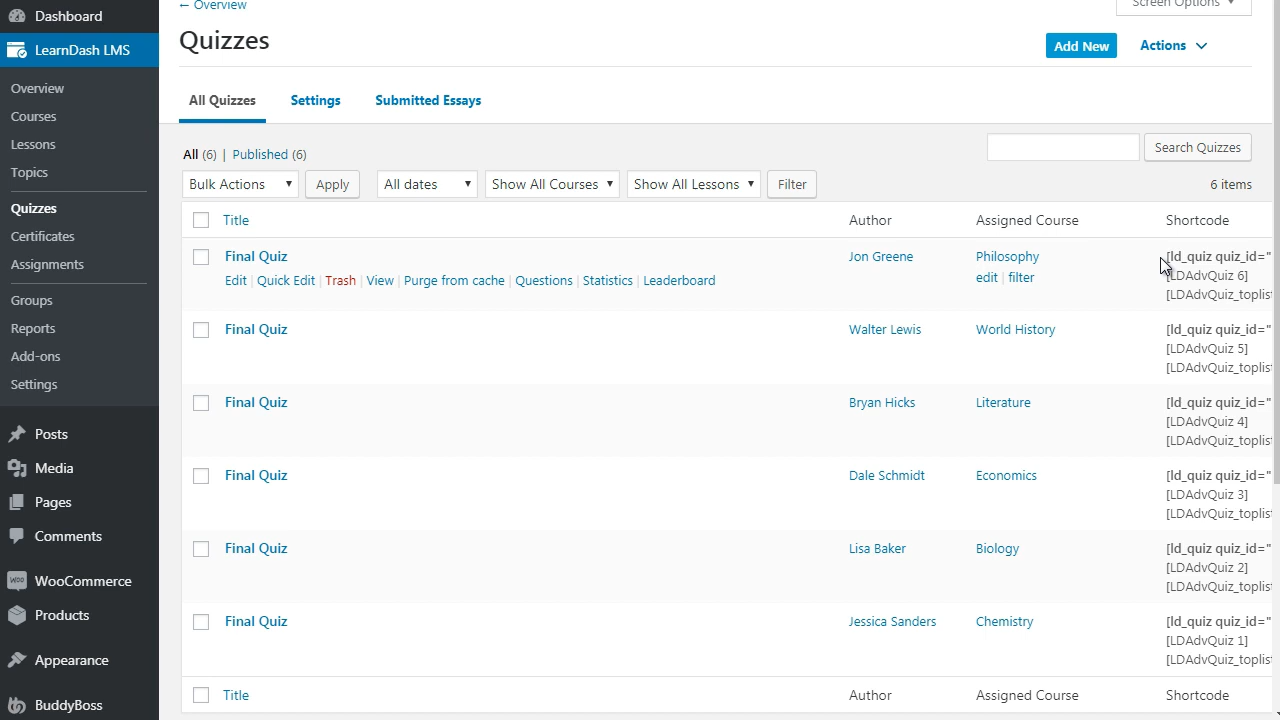 Dashboard
LearnDash LMS
Overview
Courses
Lessons
Topics
Quizzes
Certificates
Assignments
Groups
Reports
Add-ons
Settings
Posts
Media
Pages
Comments
WooCommerce
Products
Appearance
BuddyBoss
← Overview
Screen Options ▼
Quizzes
Add New
Actions
All Quizzes Settings Submitted Essays
All (6) | Published (6)
Search Quizzes
Bulk Actions ▼ Apply All dates ▼ Show All Courses ▼ Show All Lessons ▼ Filter 6 items
Title Author Assigned Course Shortcode
Final Quiz Jon Greene Philosophy [ld_quiz quiz_id="
Edit | Quick Edit | Trash | View | Purge from cache | Questions | Statistics | Leaderboard edit | filter [LDAdvQuiz 6]
[LDAdvQuiz_toplist
Final Quiz Walter Lewis World History [ld_quiz quiz_id="
[LDAdvQuiz 5]
[LDAdvQuiz_toplist
Final Quiz Bryan Hicks Literature [ld_quiz quiz_id="
[LDAdvQuiz 4]
[LDAdvQuiz_toplist
Final Quiz Dale Schmidt Economics [ld_quiz quiz_id="
[LDAdvQuiz 3]
[LDAdvQuiz_toplist
Final Quiz Lisa Baker Biology [ld_quiz quiz_id="
[LDAdvQuiz 2]
[LDAdvQuiz_toplist
Final Quiz Jessica Sanders Chemistry [ld_quiz quiz_id="
[LDAdvQuiz 1]
[LDAdvQuiz_toplist
Title Author Assigned Course Shortcode